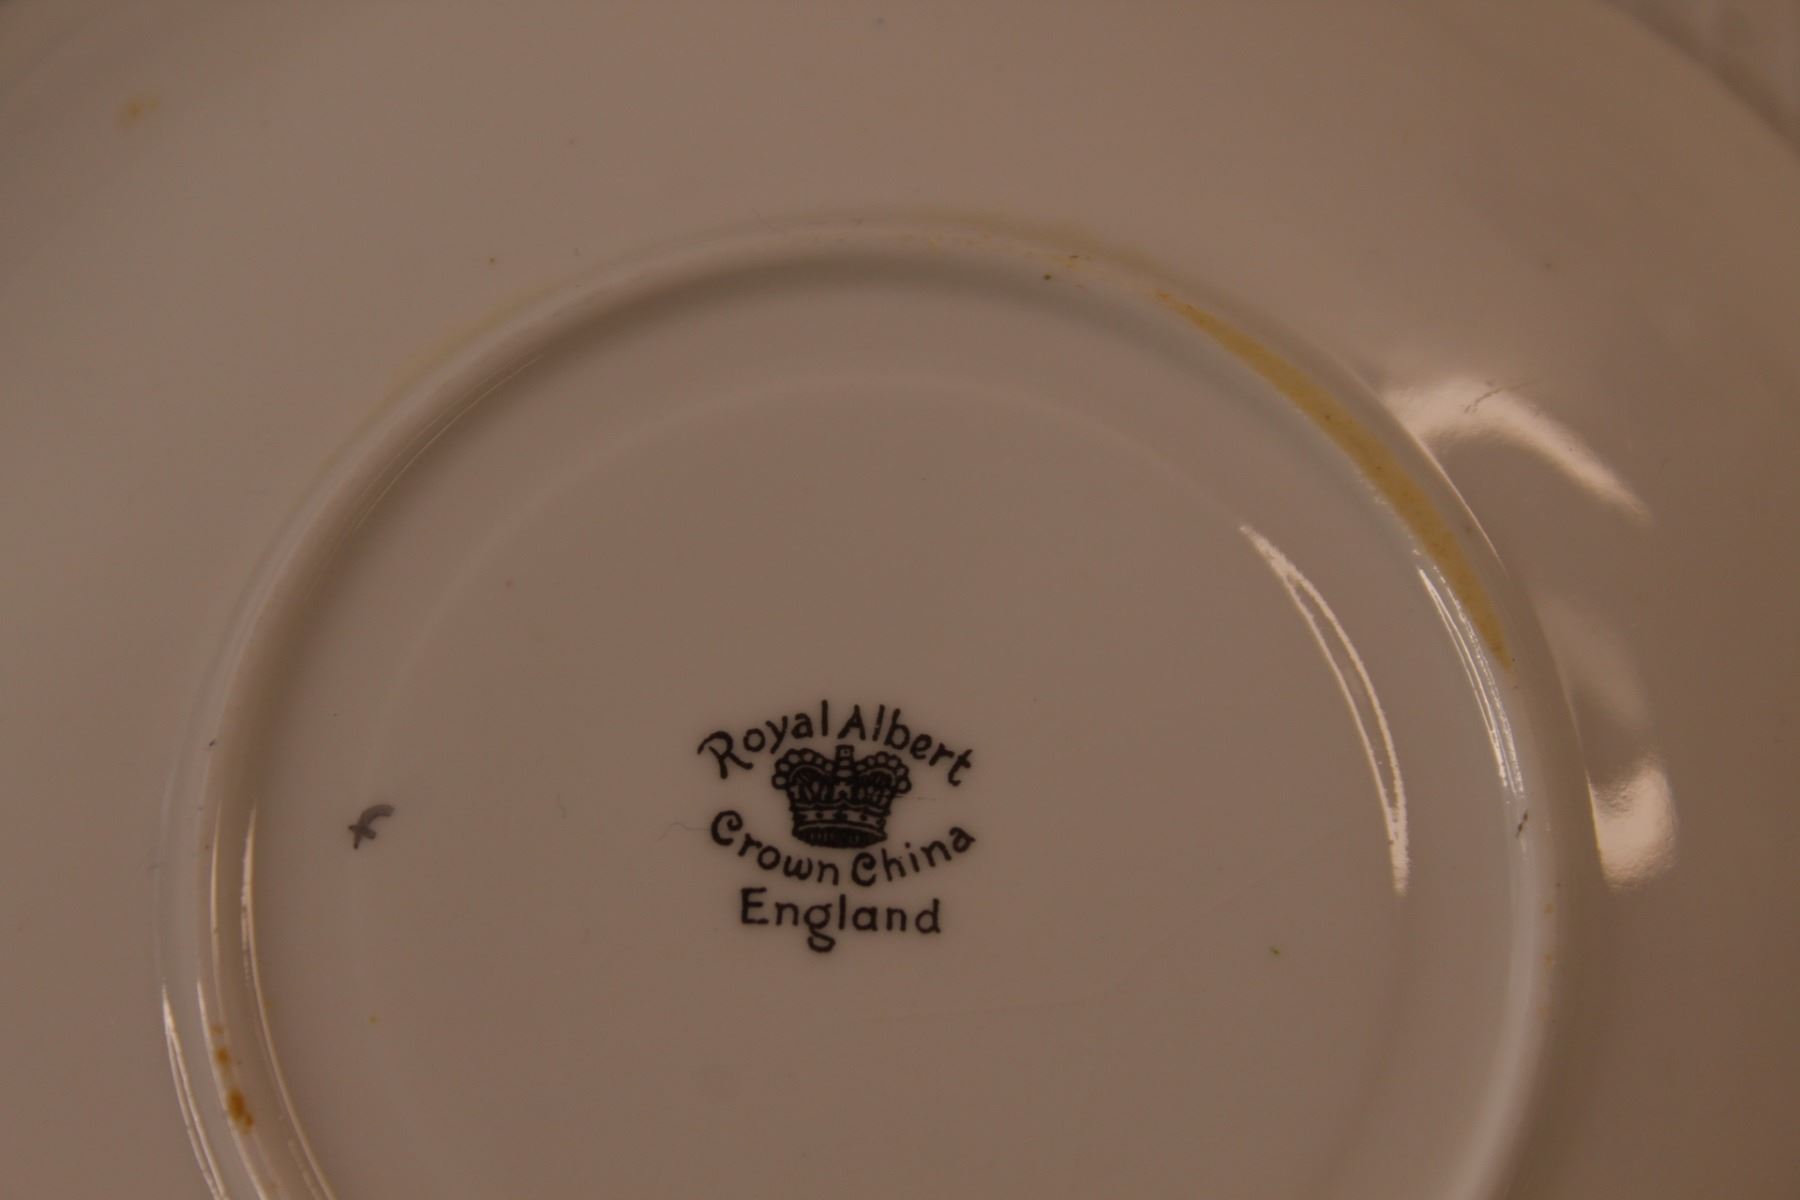 Royal Albert
Crown China
England
f